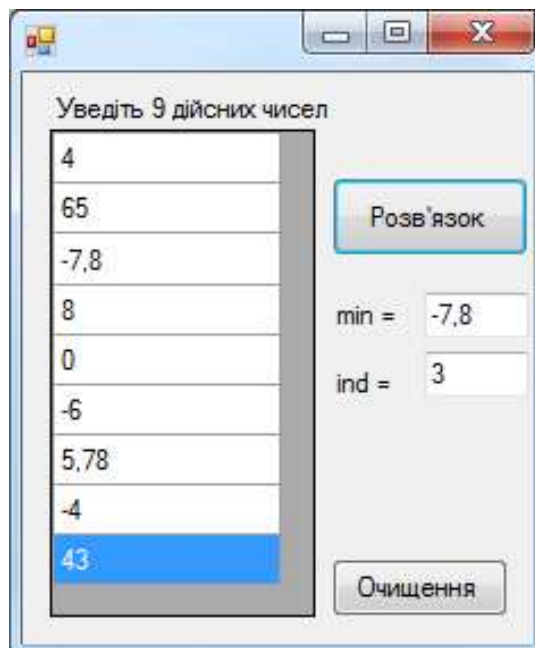 Уведіть 9 дійсних чисел
4
65
-7,8
8
0
-6
5,78
-4
43
Розв'язок
min = -7,8
ind = 3
Очищення